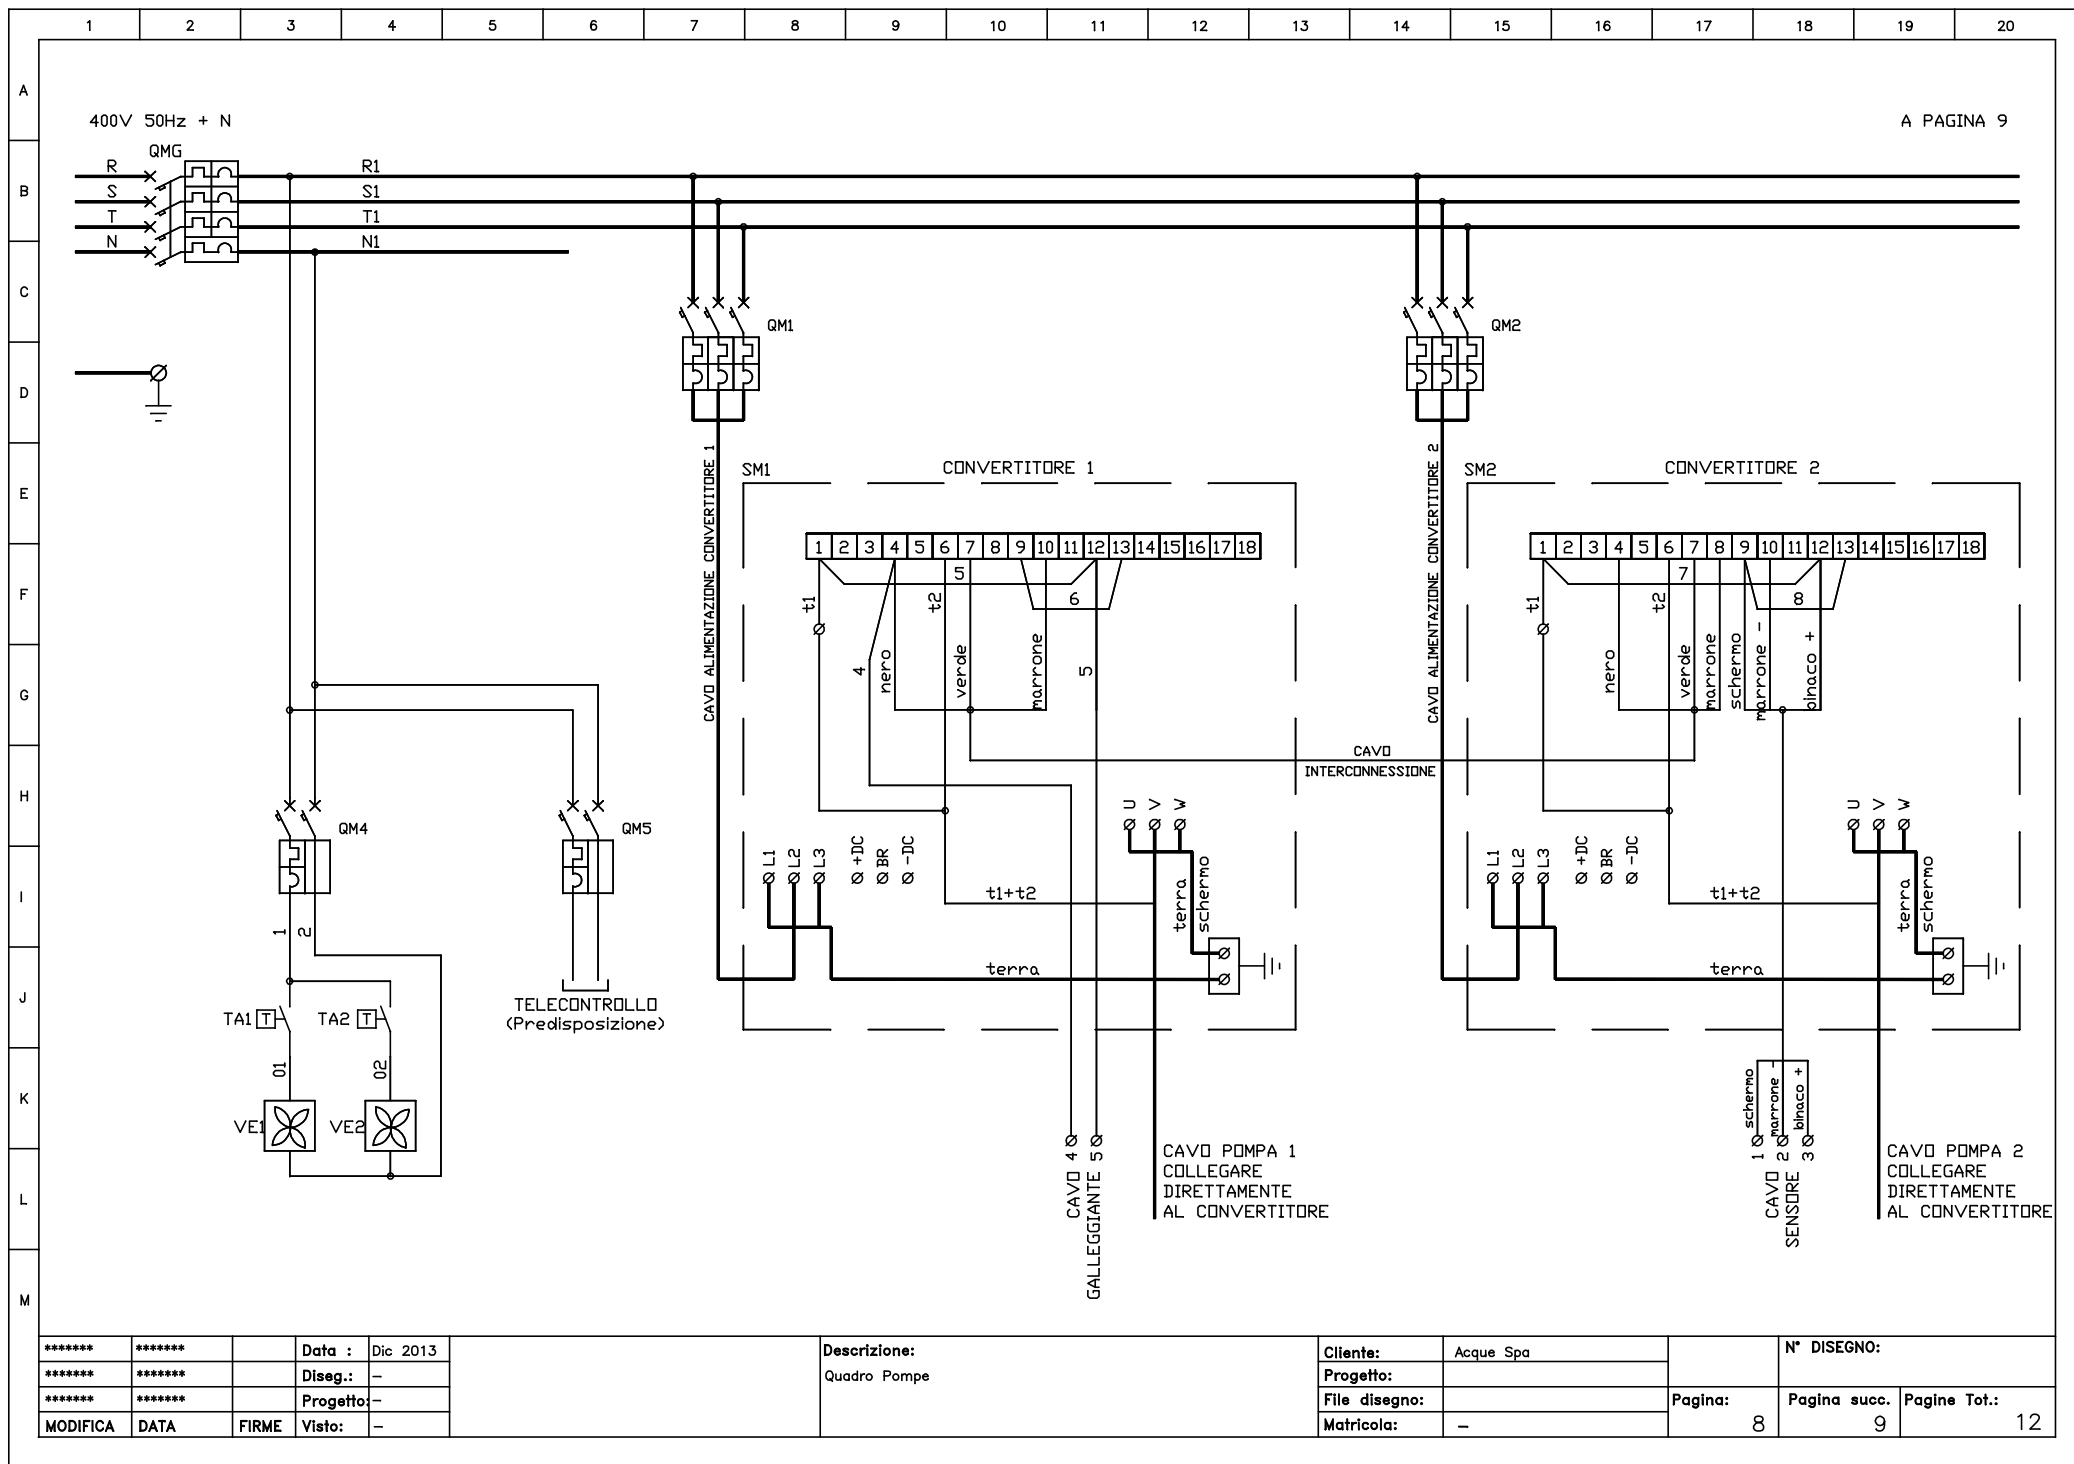 1 2 3 4 5 6 7 8 9 10 11 12 13 14 15 16 17 18 19 20
A
B
C
D
E
F
G
H
I
J
K
L
M
400V 50Hz + N
A PAGINA 9
QMG
R R1
S S1
T T1
N N1
QM1
QM2
CAVO ALIMENTAZIONE CONVERTITORE 1
SM1
CONVERTITORE 1
1 2 3 4 5 6 7 8 9 10 11 12 13 14 15 16 17 18
5
6
t1
t2
4
nero
verde
marrone
5
CAVO
INTERCONNESSIONE
U V W
L1 L2 L3
+DC BR -DC
t1+t2
terra
schermo
terra
CAVO
GALLEGGIANTE
4
5
CAVO POMPA 1
COLLEGARE
DIRETTAMENTE
AL CONVERTITORE
CAVO ALIMENTAZIONE CONVERTITORE 2
SM2
CONVERTITORE 2
1 2 3 4 5 6 7 8 9 10 11 12 13 14 15 16 17 18
7
8
t1
t2
nero
verde
marrone
schermo
marrone -
binaco +
U V W
L1 L2 L3
+DC BR -DC
t1+t2
terra
schermo
terra
schermo
marrone -
binaco +
1 2 3
CAVO
SENSORE
CAVO POMPA 2
COLLEGARE
DIRETTAMENTE
AL CONVERTITORE
QM4
QM5
1
2
TELECONTROLLO
(Predisposizione)
TA1 T
TA2 T
01
02
VE1
VE2
******* ******* Data : Dic 2013
******* ******* Diseg.: -
******* ******* Progetto: -
MODIFICA DATA FIRME Visto: -
Descrizione:
Quadro Pompe
Cliente: Acque Spa
Progetto:
File disegno:
Matricola: -
N° DISEGNO:
Pagina: 8
Pagina succ. 9
Pagine Tot.: 12